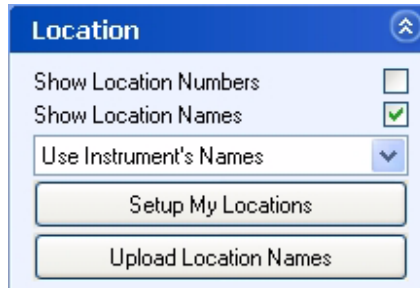 Location
Show Location Numbers
Show Location Names
Use Instrument's Names
Setup My Locations
Upload Location Names